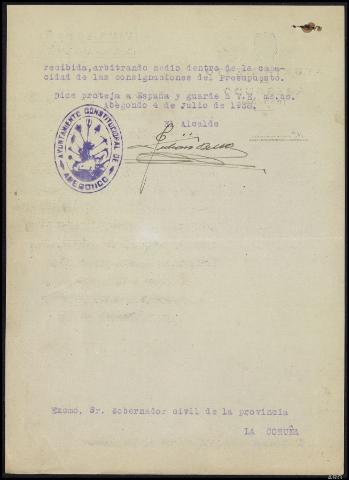 recibida,arbitrando medio dentro de la capa-
cidad de las consignaciones del Presupuesto.
Dios proteja a España y guarde a V.E. ms.as.
Abegondo 4 de Julio de 1938.
El Alcalde
AYUNTAMIENTO CONSTITUCIONAL DE
ABEGONDO
Excmo, Sr. Gobernador civil de la provincia
LA CORUÑA